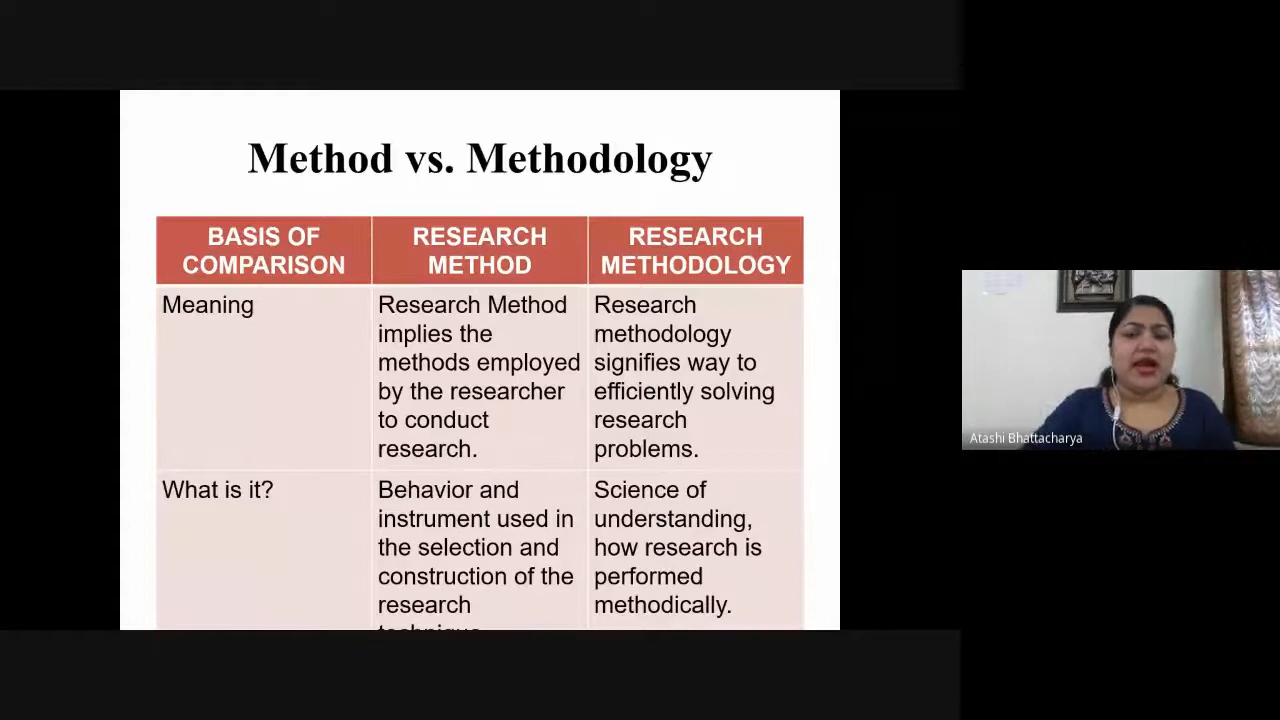 Method vs. Methodology
BASIS OF
COMPARISON
RESEARCH
METHOD
RESEARCH
METHODOLOGY
Meaning
Research Method
implies the
methods employed
by the researcher
to conduct
research.
Research
methodology
signifies way to
efficiently solving
research
problems.
What is it?
Behavior and
instrument used in
the selection and
construction of the
research
Science of
understanding,
how research is
performed
methodically.
Atashi Bhattacharya